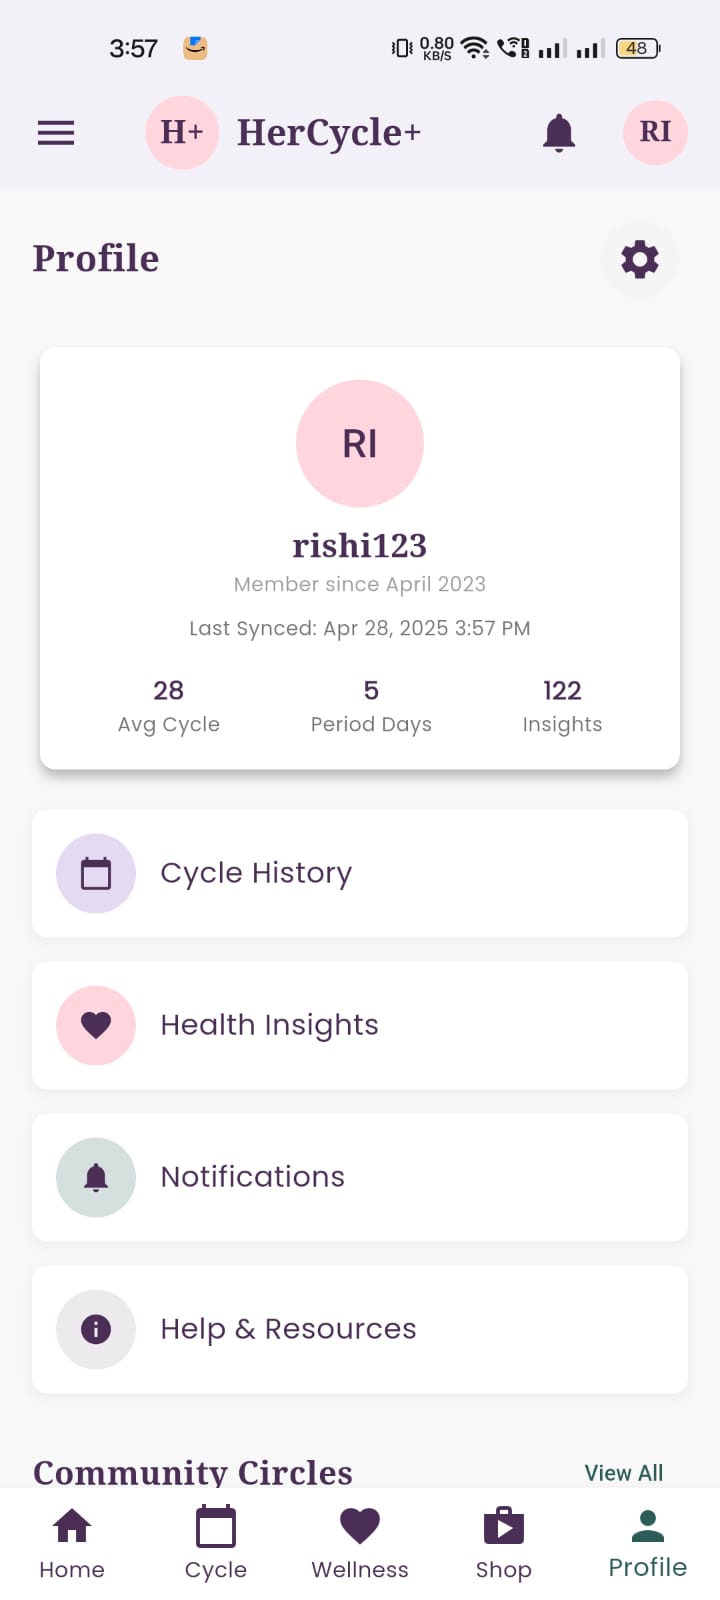 3:57 0.80 KB/S 1 2 48
H+ HerCycle+ RI
Profile
RI
rishi123
Member since April 2023
Last Synced: Apr 28, 2025 3:57 PM
28 5 122
Avg Cycle Period Days Insights
Cycle History
Health Insights
Notifications
Help & Resources
Community Circles View All
Home Cycle Wellness Shop Profile